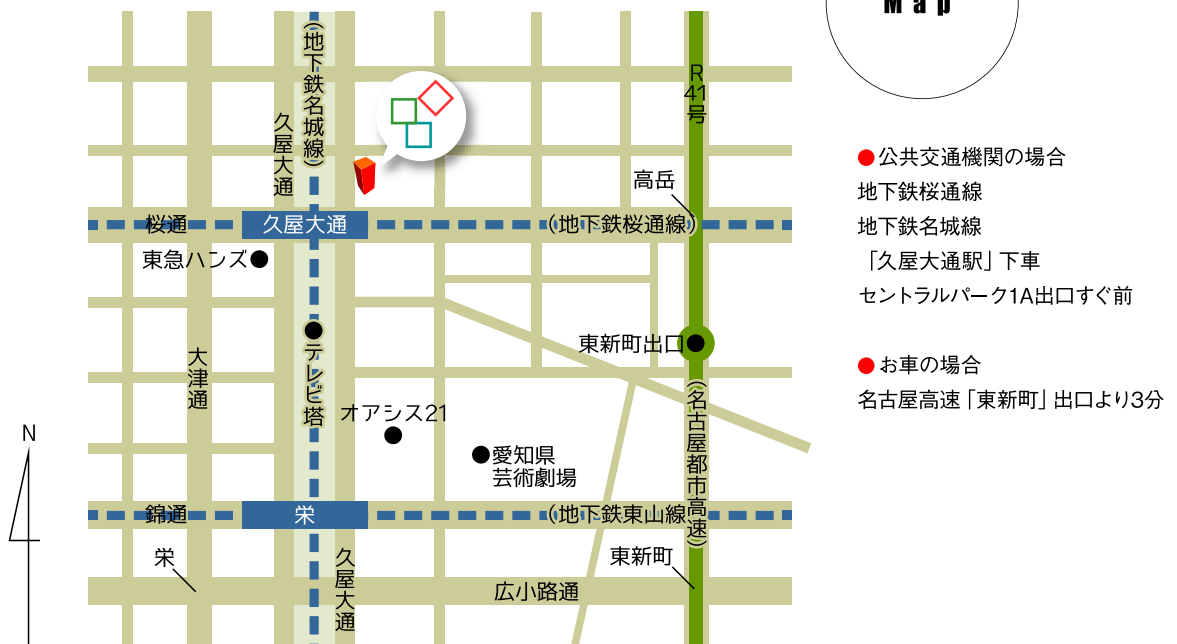 Map
(地下鉄名城線)
R41号
久屋大通
高岳
桜通
久屋大通
(地下鉄桜通線)
東急ハンズ
東新町出口
大津通
テレビ塔
オアシス21
(名古屋都市高速)
愛知県
芸術劇場
N
錦通
栄
(地下鉄東山線)
栄
久屋大通
東新町
広小路通
●公共交通機関の場合
地下鉄桜通線
地下鉄名城線
「久屋大通駅」下車
セントラルパーク1A出口すぐ前
●お車の場合
名古屋高速「東新町」出口より3分